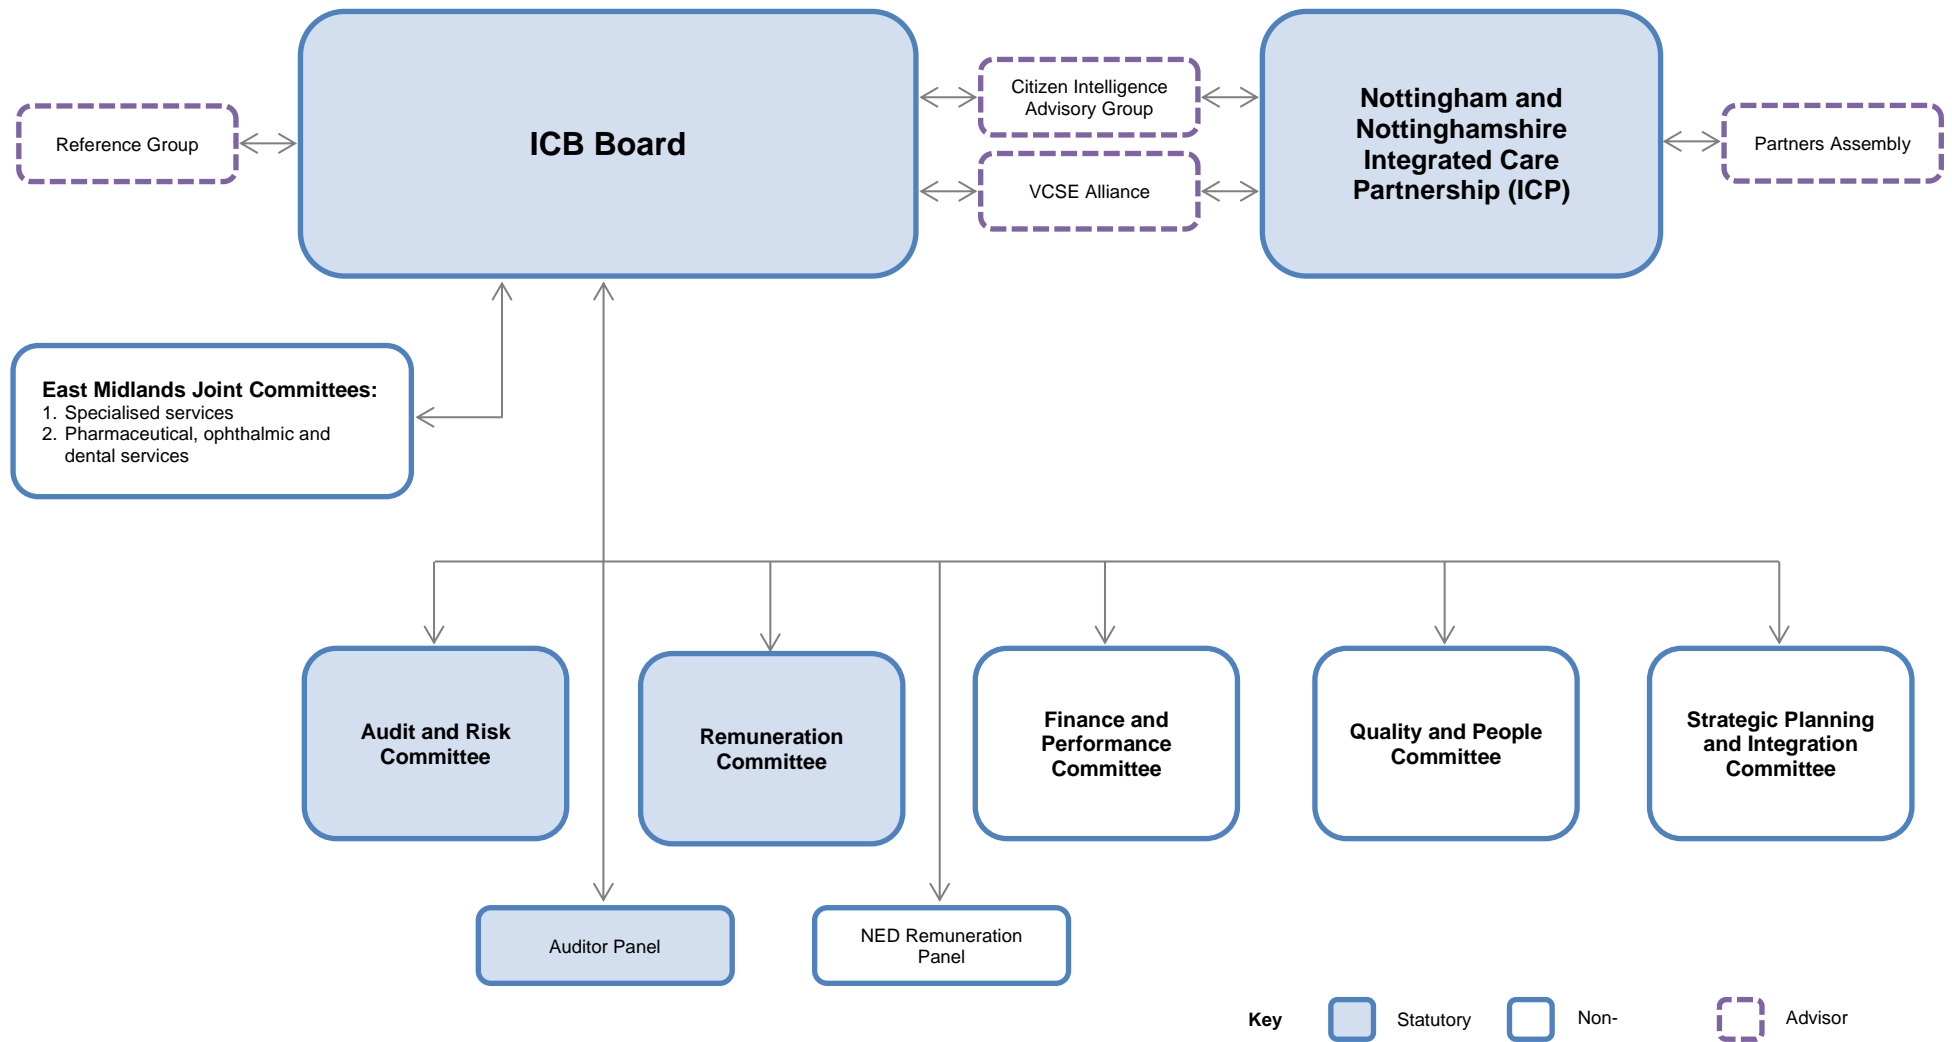 Reference Group
ICB Board
Citizen Intelligence
Advisory Group
VCSE Alliance
Nottingham and
Nottinghamshire
Integrated Care
Partnership (ICP)
Partners Assembly
East Midlands Joint Committees:
1. Specialised services
2. Pharmaceutical, ophthalmic and
dental services
Audit and Risk
Committee
Remuneration
Committee
Finance and
Performance
Committee
Quality and People
Committee
Strategic Planning
and Integration
Committee
Auditor Panel
NED Remuneration
Panel
Key
Statutory
Non-
Advisor